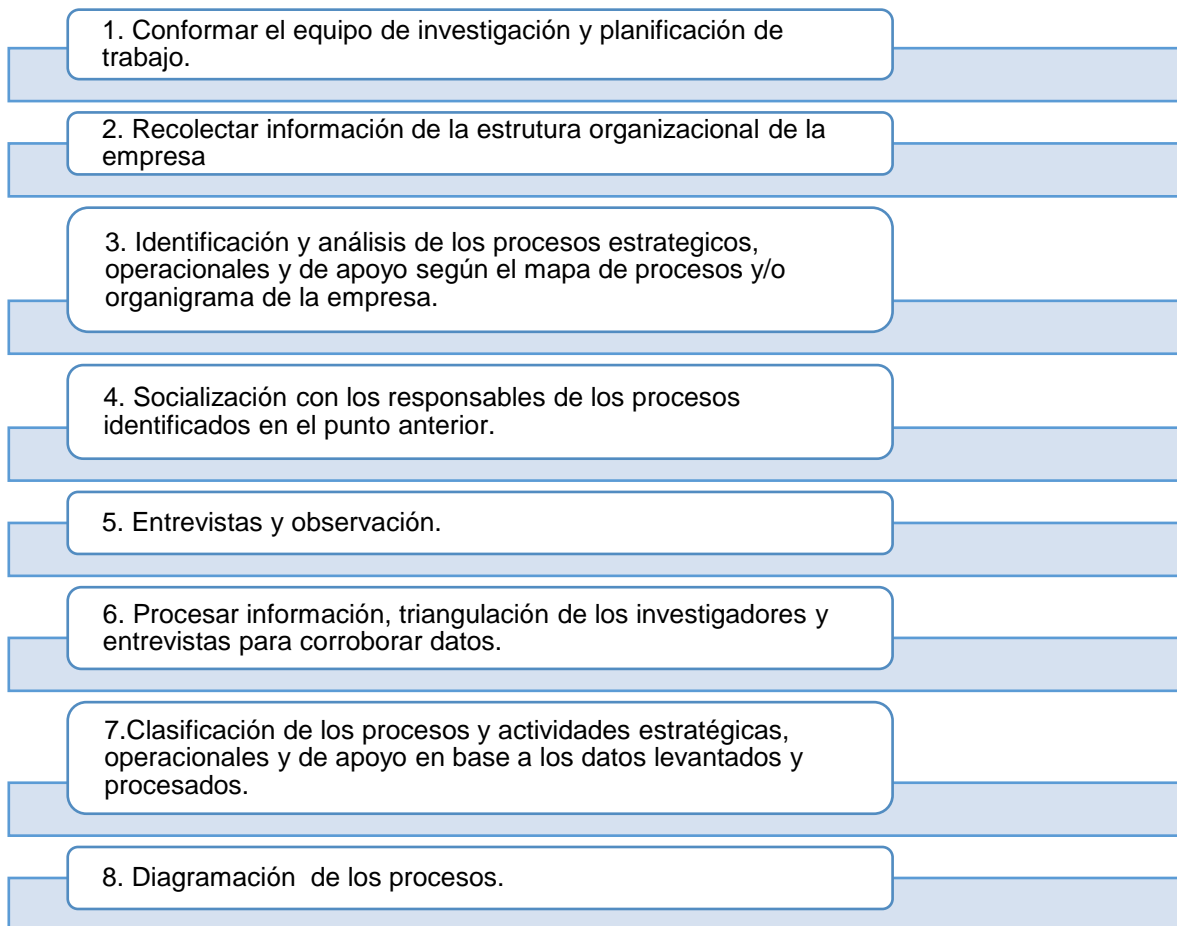 1. Conformar el equipo de investigación y planificación de
trabajo.
2. Recolectar información de la estrutura organizacional de la
empresa
3. Identificación y análisis de los procesos estrategicos,
operacionales y de apoyo según el mapa de procesos y/o
organigrama de la empresa.
4. Socialización con los responsables de los procesos
identificados en el punto anterior.
5. Entrevistas y observación.
6. Procesar información, triangulación de los investigadores y
entrevistas para corroborar datos.
7.Clasificación de los procesos y actividades estratégicas,
operacionales y de apoyo en base a los datos levantados y
procesados.
8. Diagramación  de los procesos.